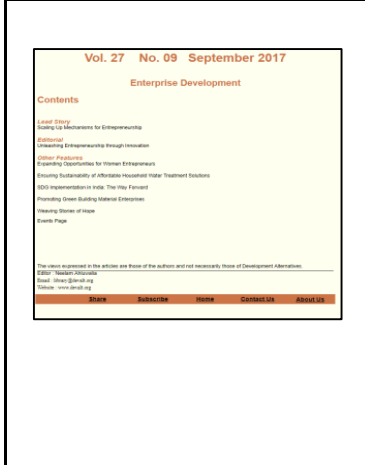 Vol. 27 No. 09 September 2017
Enterprise Development
Contents
Lead Story
Scaling Up Mechanisms for Entrepreneurship
Editorial
Unleashing Entrepreneurship through Innovation
Other Features
Expanding Opportunities for Women Entrepreneurs
Ensuring Sustainability of Affordable Household Water Treatment Solutions
SDG Implementation in India: The Way Forward
Promoting Green Building Material Enterprises
Weaving Stories of Hope
Events Page
The views expressed in the articles are those of the authors and not necessarily those of Development Alternatives.
Editor : Neelam Ahluwalia
Email : library@devalt.org
Website : www.devalt.org
Share Subscribe Home Contact Us About Us